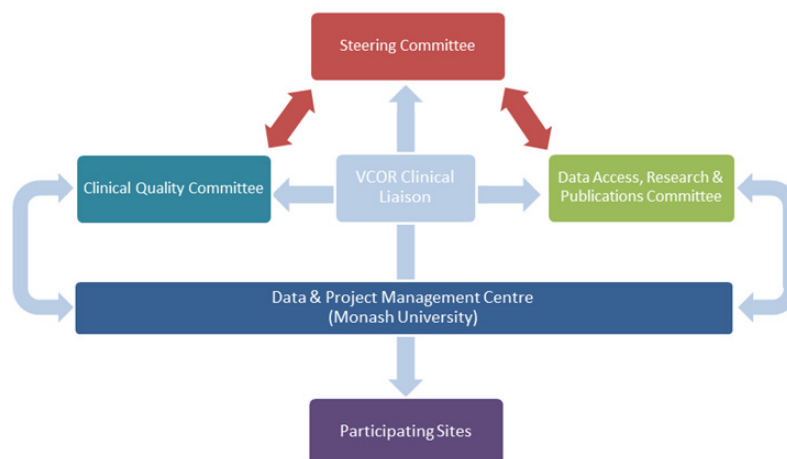 Steering Committee
Clinical Quality Committee
VCOR Clinical
Liaison
Data Access, Research &
Publications Committee
Data & Project Management Centre
(Monash University)
Participating Sites